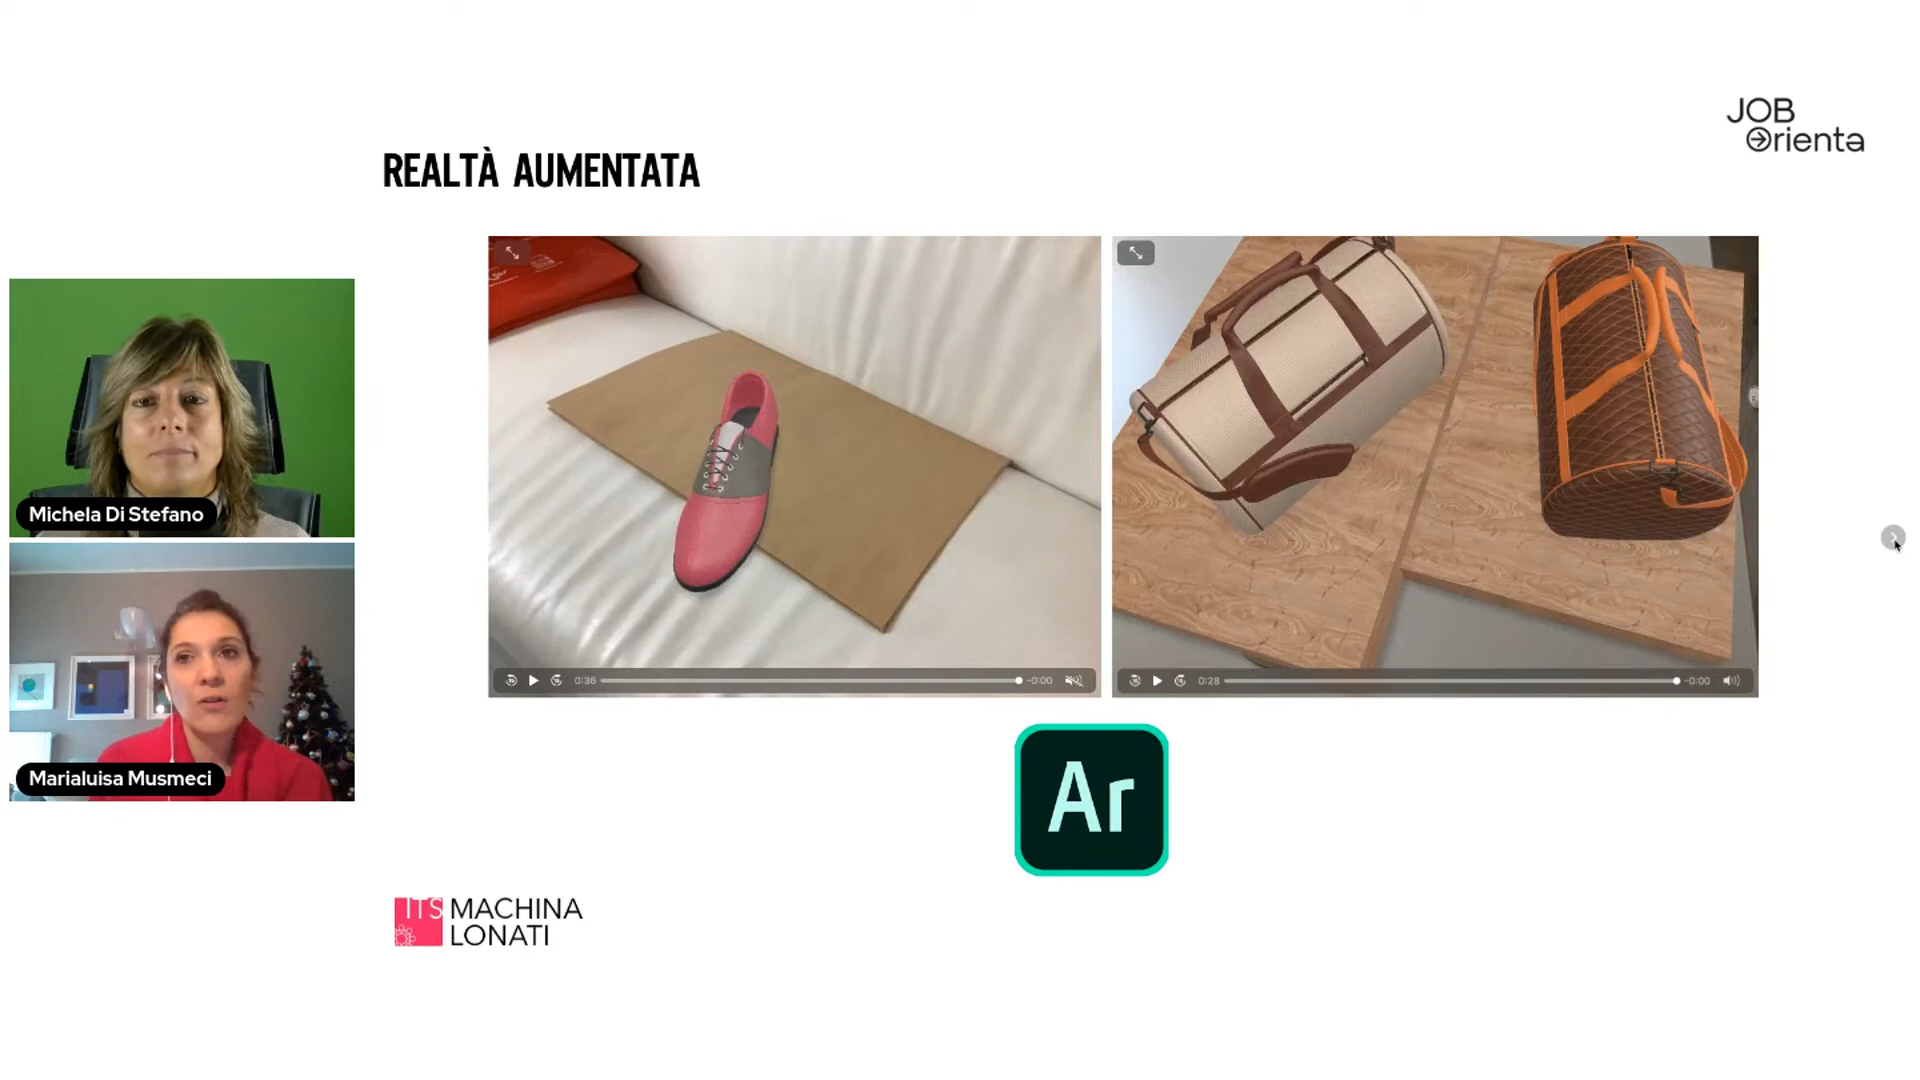 JOB
Orienta
REALTÀ AUMENTATA
Michela Di Stefano
Marialuisa Musmeci
0:36
-0:00
0:28
-0:00
Ar
ITS MACHINA
LONATI